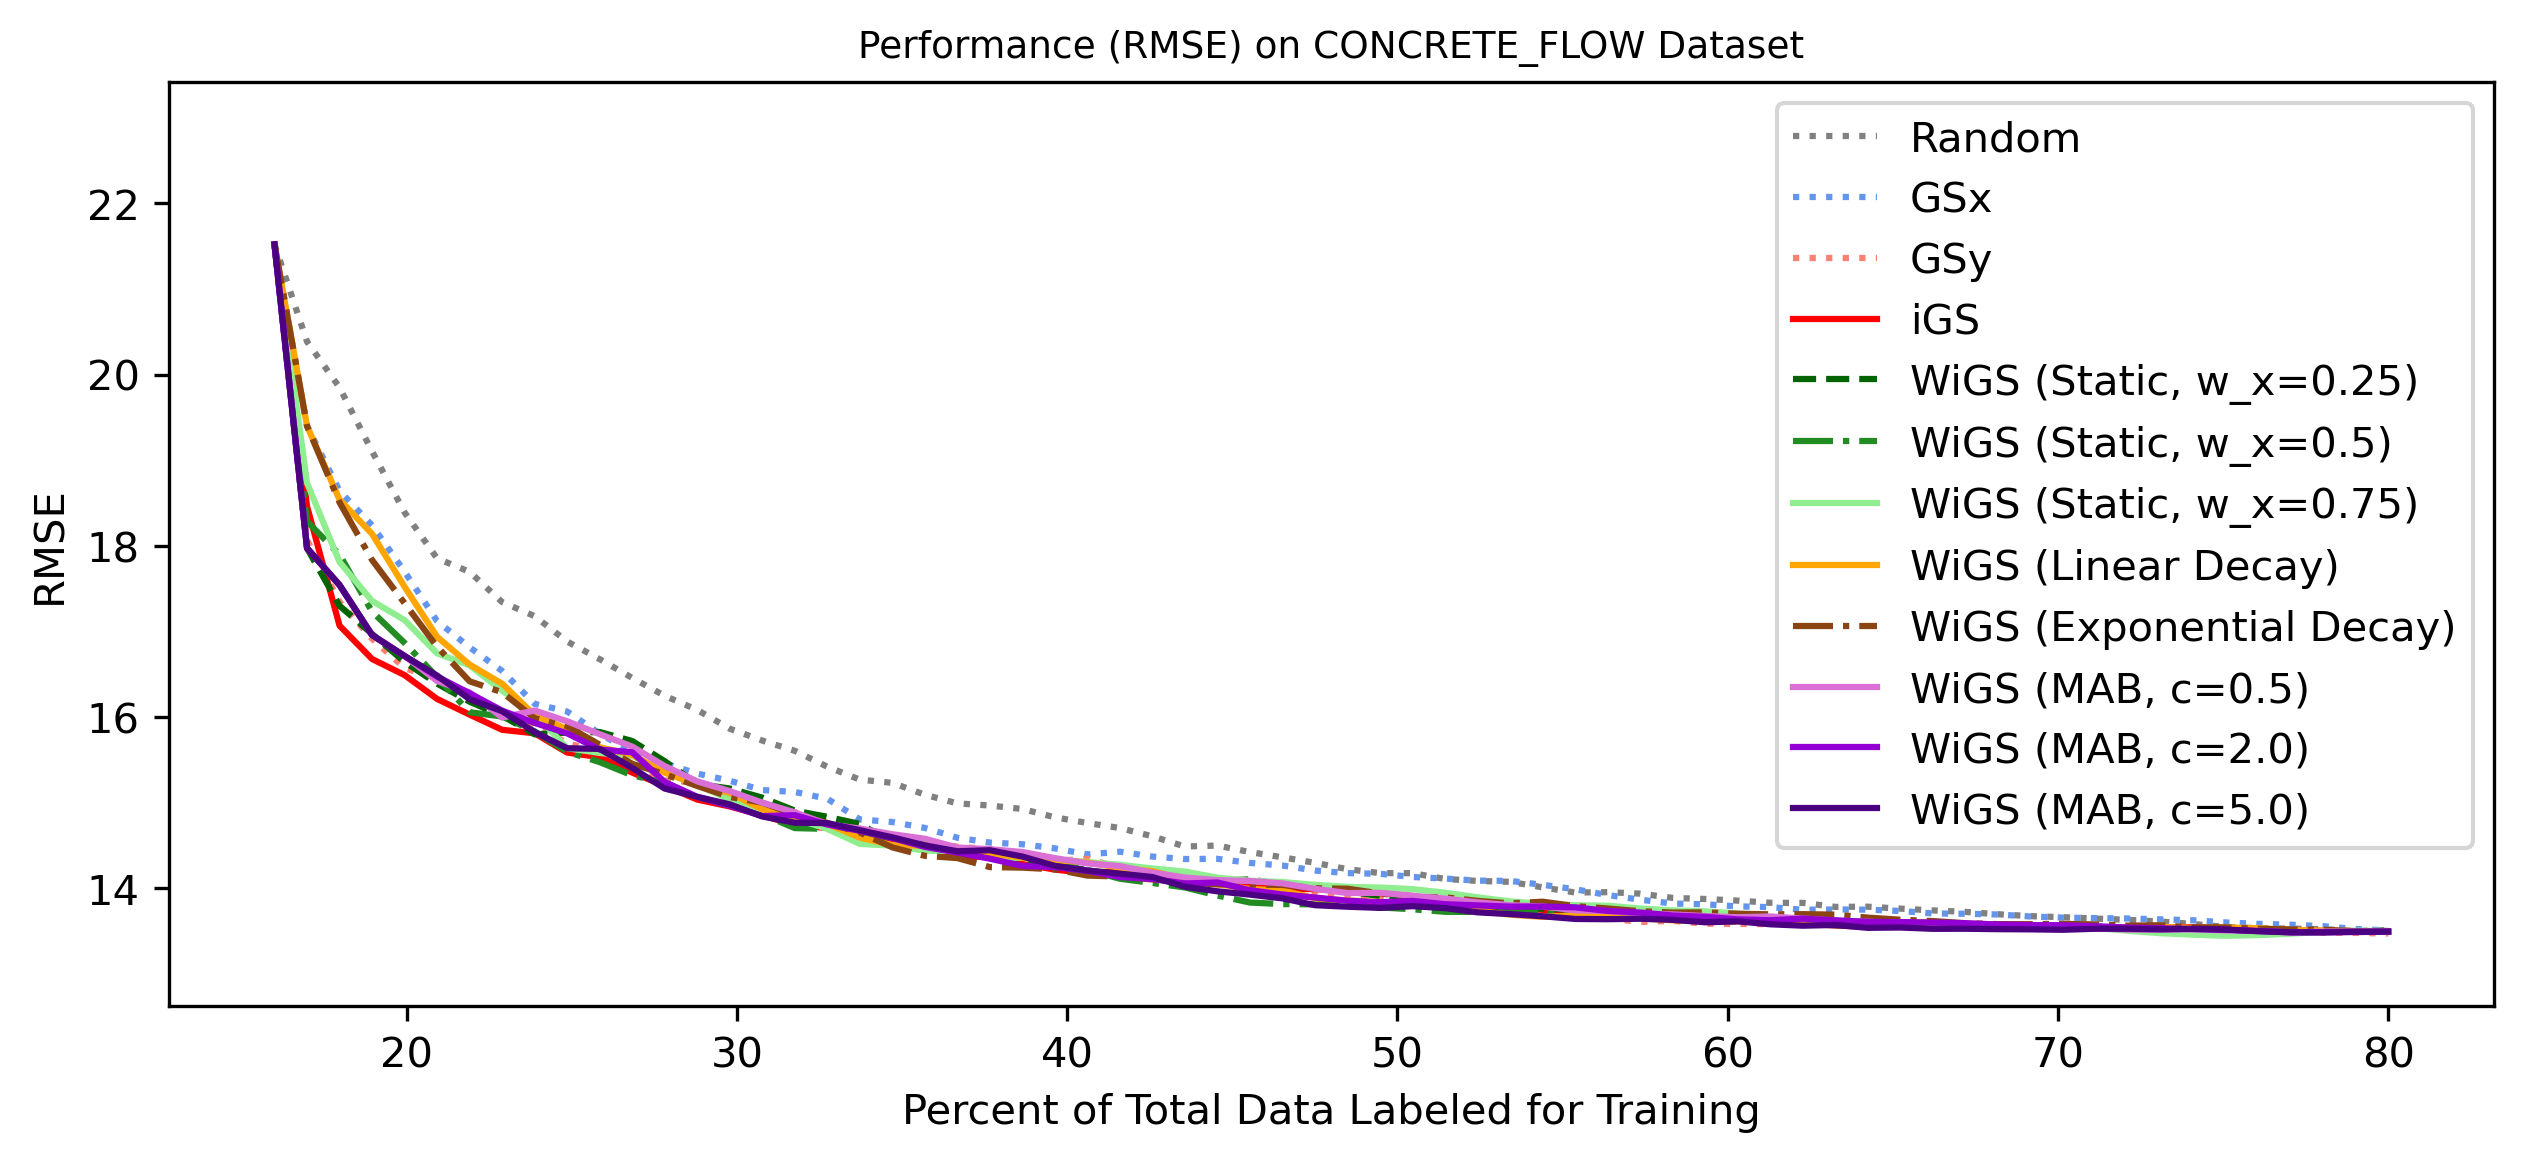 Performance (RMSE) on CONCRETE_FLOW Dataset
RMSE
22
20
18
16
14
Random
GSx
GSy
iGS
WiGS (Static, w_x=0.25)
WiGS (Static, w_x=0.5)
WiGS (Static, w_x=0.75)
WiGS (Linear Decay)
WiGS (Exponential Decay)
WiGS (MAB, c=0.5)
WiGS (MAB, c=2.0)
WiGS (MAB, c=5.0)
20 30 40 50 60 70 80
Percent of Total Data Labeled for Training